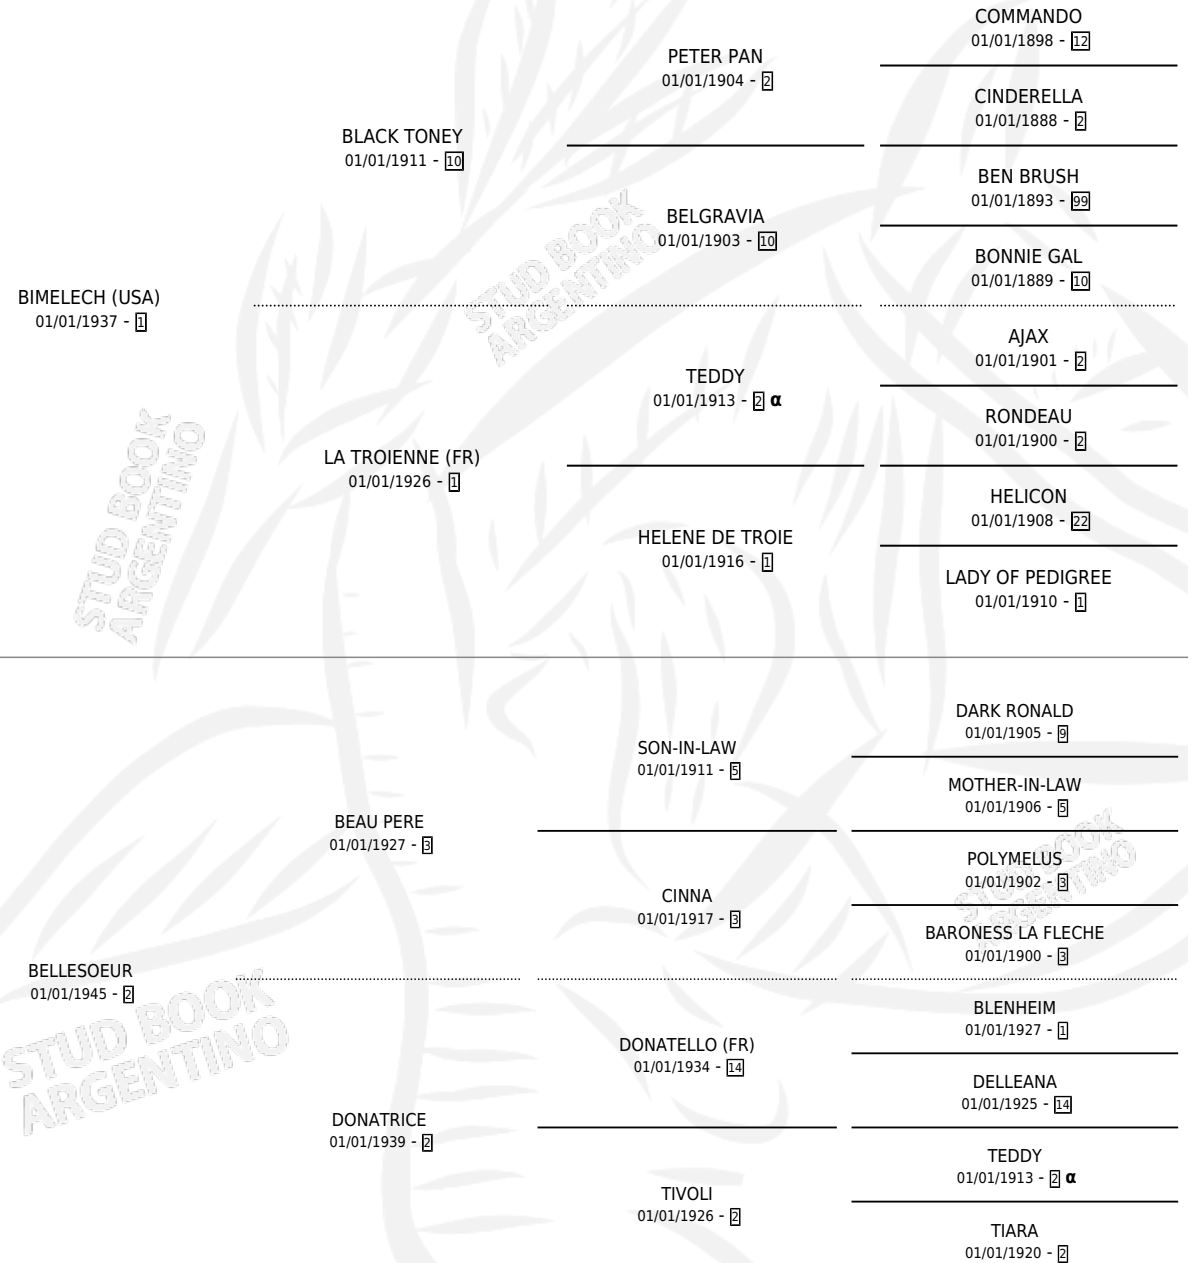 COMMANDO
01/01/1898 - 12
PETER PAN
01/01/1904 - 2
CINDERELLA
01/01/1888 - 2
BLACK TONEY
01/01/1911 - 10
BEN BRUSH
01/01/1893 - 99
BELGRAVIA
01/01/1903 - 10
BONNIE GAL
01/01/1889 - 10
BIMELECH (USA)
01/01/1937 - 1
AJAX
01/01/1901 - 2
TEDDY
01/01/1913 - 2 α
RONDEAU
01/01/1900 - 2
LA TROIENNE (FR)
01/01/1926 - 1
HELICON
01/01/1908 - 22
HELENE DE TROIE
01/01/1916 - 1
LADY OF PEDIGREE
01/01/1910 - 1
DARK RONALD
01/01/1905 - 9
SON-IN-LAW
01/01/1911 - 5
MOTHER-IN-LAW
01/01/1906 - 5
BEAU PERE
01/01/1927 - 3
POLYMELUS
01/01/1902 - 3
CINNA
01/01/1917 - 3
BARONESS LA FLECHE
01/01/1900 - 3
BELLESOEUR
01/01/1945 - 2
BLENHEIM
01/01/1927 - 1
DONATELLO (FR)
01/01/1934 - 14
DELLEANA
01/01/1925 - 14
DONATRICE
01/01/1939 - 2
TEDDY
01/01/1913 - 2 α
TIVOLI
01/01/1926 - 2
TIARA
01/01/1920 - 2
STUD BOOK
ARGENTINO
STUD BOOK
ARGENTINO
STUD BOOK
ARGENTINO
STUD BOOK
ARGENTINO